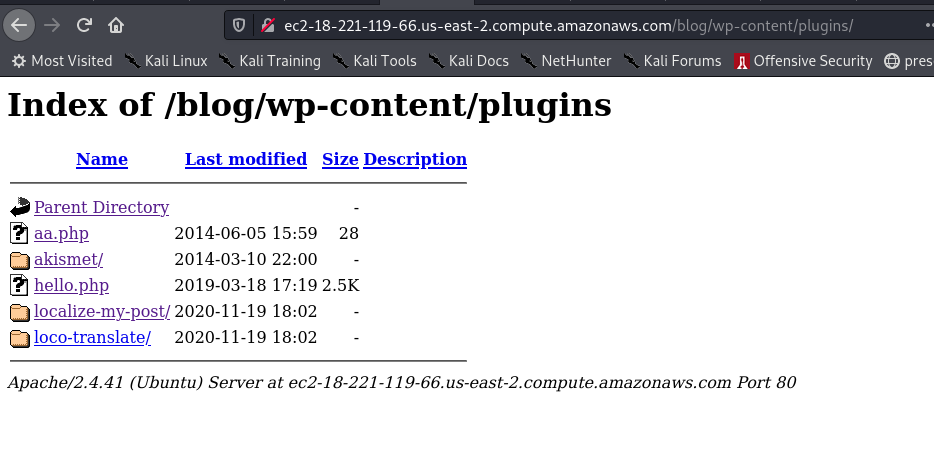 ec2-18-221-119-66.us-east-2.compute.amazonaws.com/blog/wp-content/plugins/
Most Visited Kali Linux Kali Training Kali Tools Kali Docs NetHunter Kali Forums Offensive Security pres
Index of /blog/wp-content/plugins
Name Last modified Size Description
Parent Directory -
aa.php 2014-06-05 15:59 28
akismet/ 2014-03-10 22:00 -
hello.php 2019-03-18 17:19 2.5K
localize-my-post/ 2020-11-19 18:02 -
loco-translate/ 2020-11-19 18:02 -
Apache/2.4.41 (Ubuntu) Server at ec2-18-221-119-66.us-east-2.compute.amazonaws.com Port 80